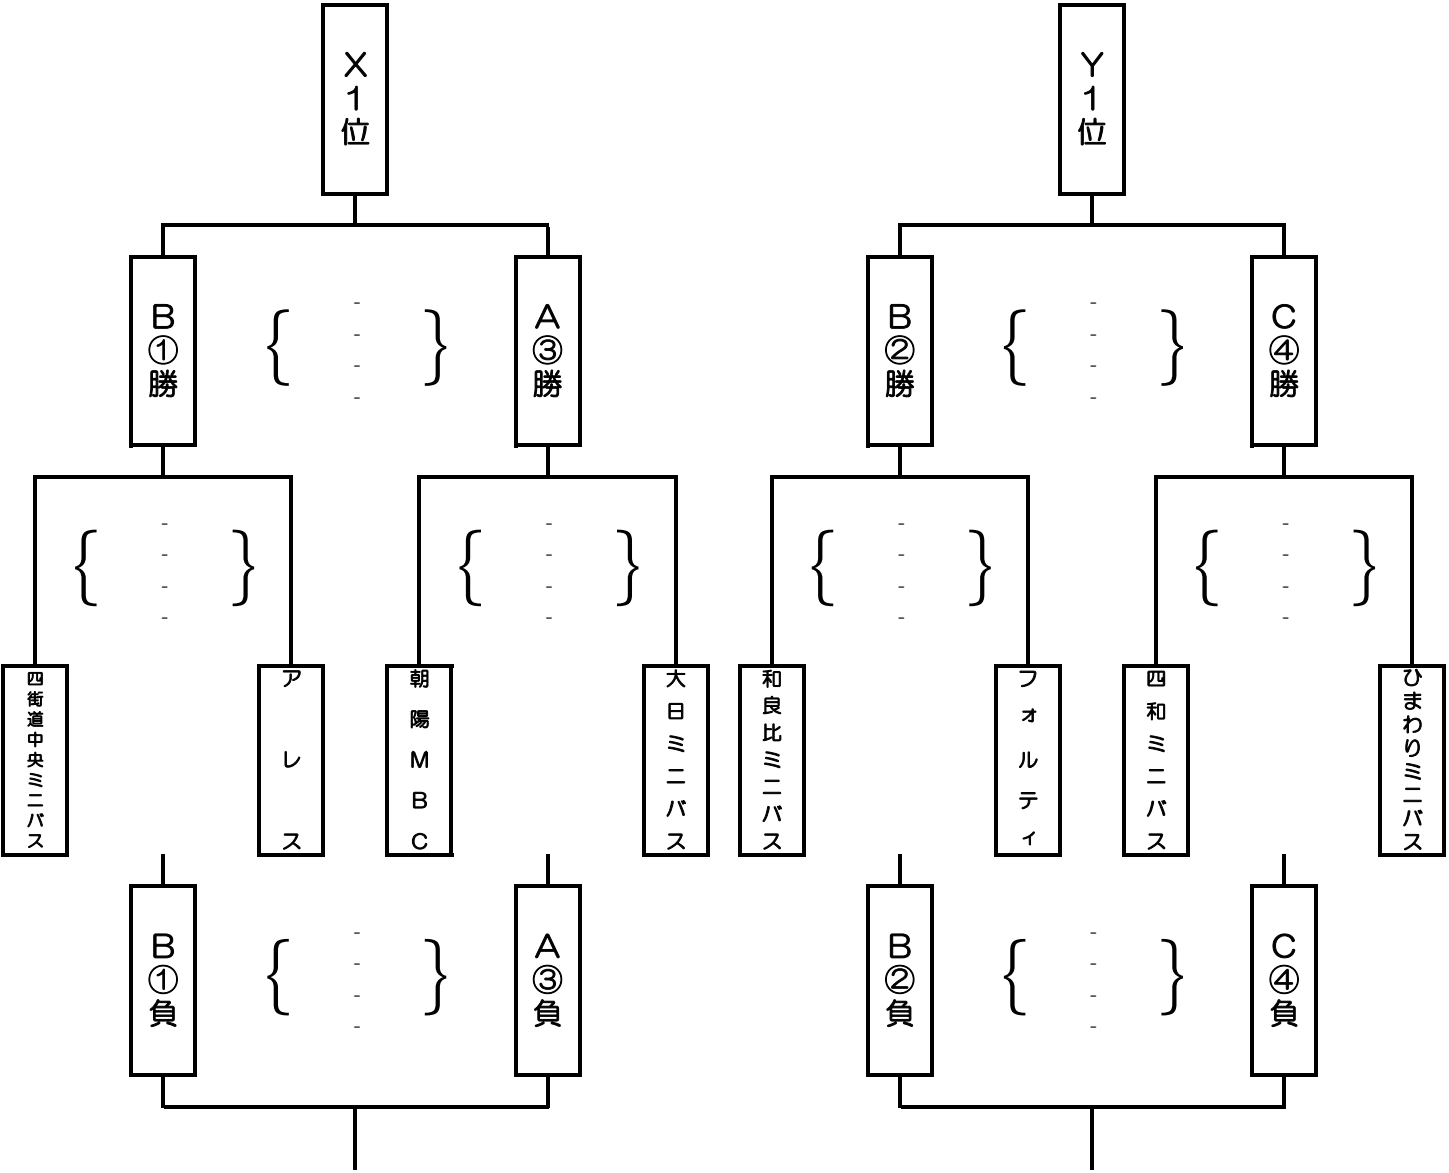 X1位
Y1位
B①勝
{ - - - - }
A③勝
B②勝
{ - - - - }
C④勝
{ - - - - }
{ - - - - }
{ - - - - }
{ - - - - }
四街道中央ミニバス
アレス
朝陽MBC
大日ミニバス
和良比ミニバス
フォルティ
四和ミニバス
ひまわりミニバス
B①負
{ - - - - }
A③負
B②負
{ - - - - }
C④負